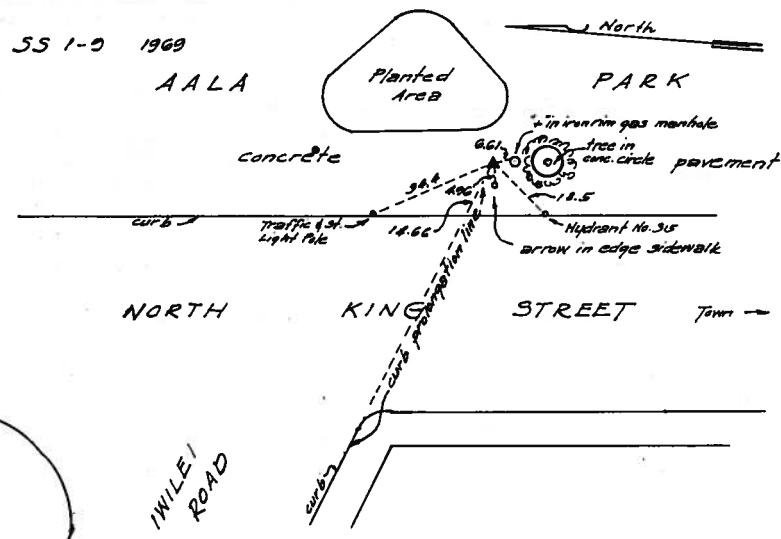 SS 1-9 1969
North
AALA
Planted
Area
PARK
+ in iron rim gas manhole
6.61
tree in
conc. circle
concrete
pavement
94.4
4.96
18.5
curb
Traffic & St.
Light Pole
14.66
Hydrant No. 315
arrow in edge sidewalk
curb prolongation line
NORTH KING STREET
Town
IWILEI
ROAD
curb